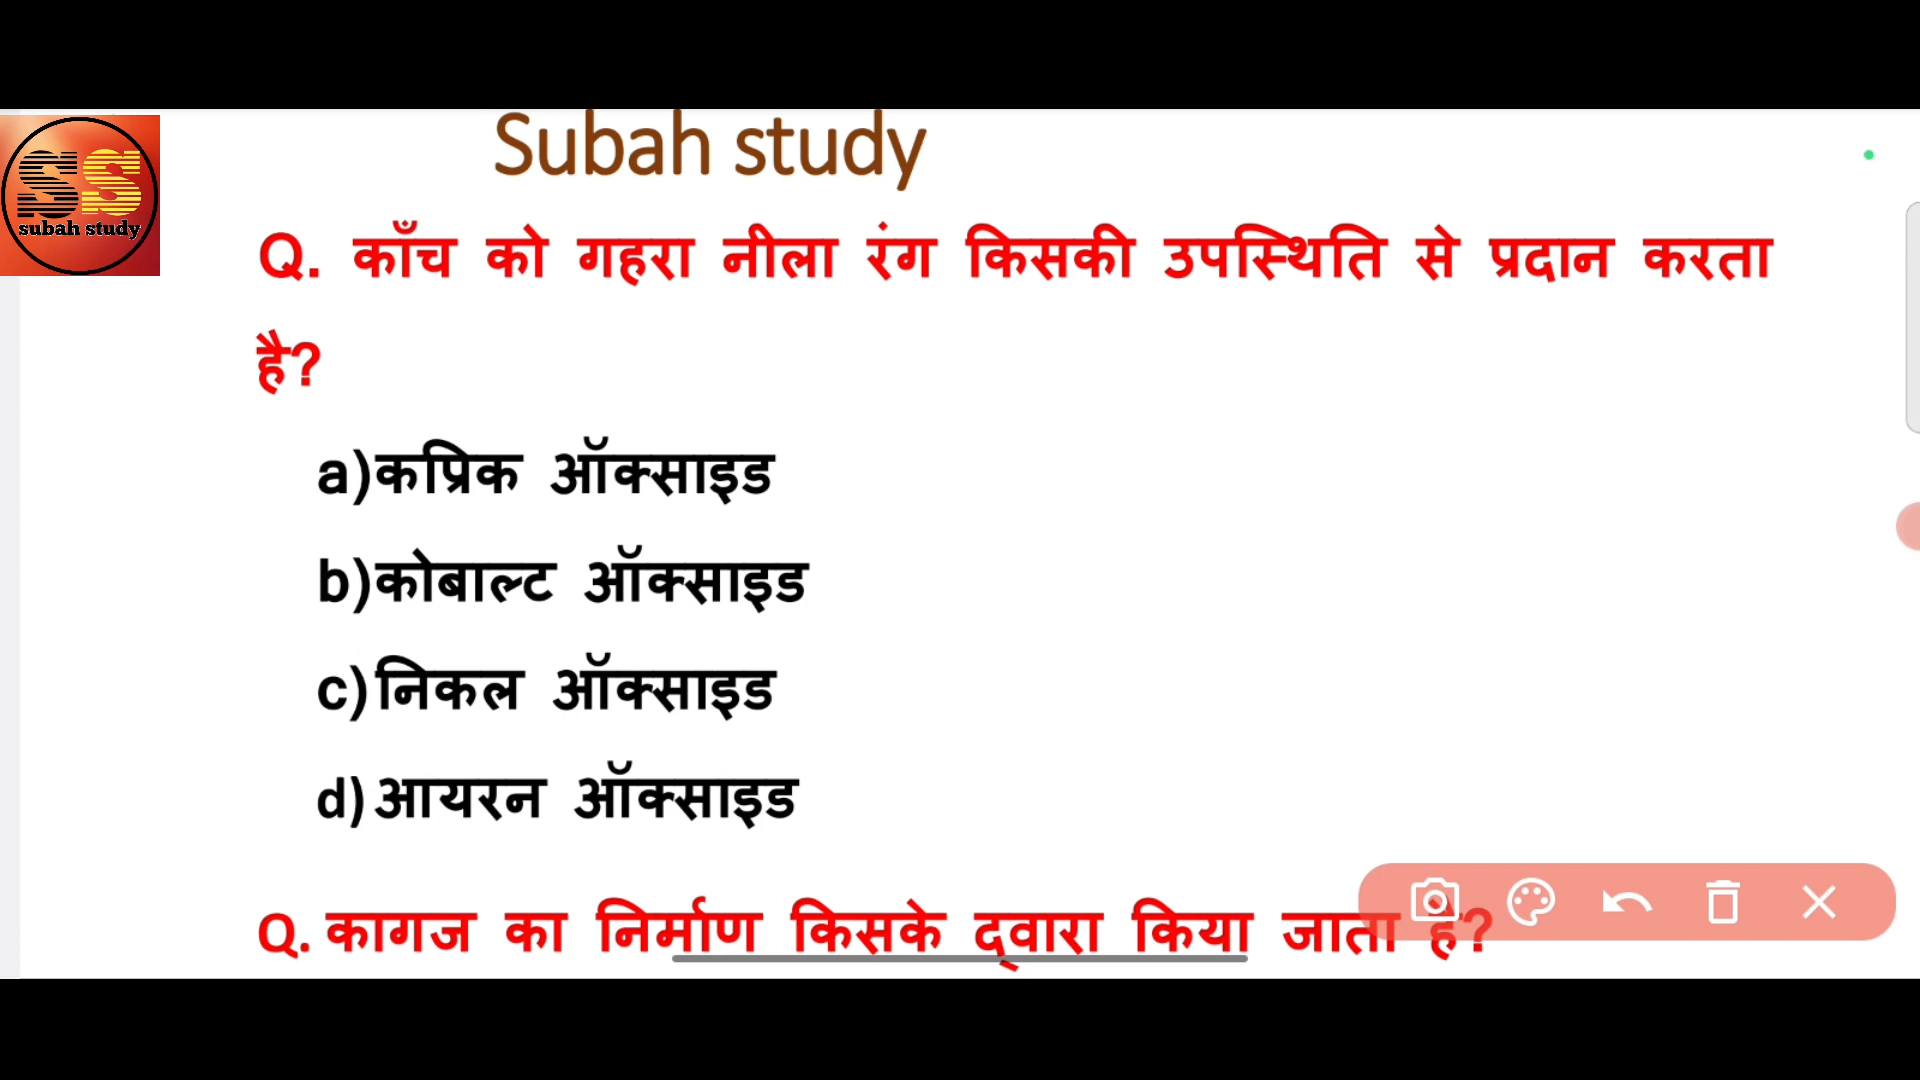 Subah study
SS
subah study
Q. काँच को गहरा नीला रंग किसकी उपस्थिति से प्रदान करता
है?
a)कप्रिक ऑक्साइड
b)कोबाल्ट ऑक्साइड
c)निकल ऑक्साइड
d)आयरन ऑक्साइड
Q. कागज का निर्माण किसके द्वारा किया जाता है?